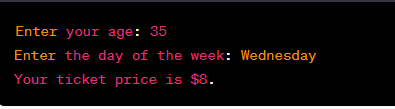 Enter your age: 35
Enter the day of the week: Wednesday
Your ticket price is $8.